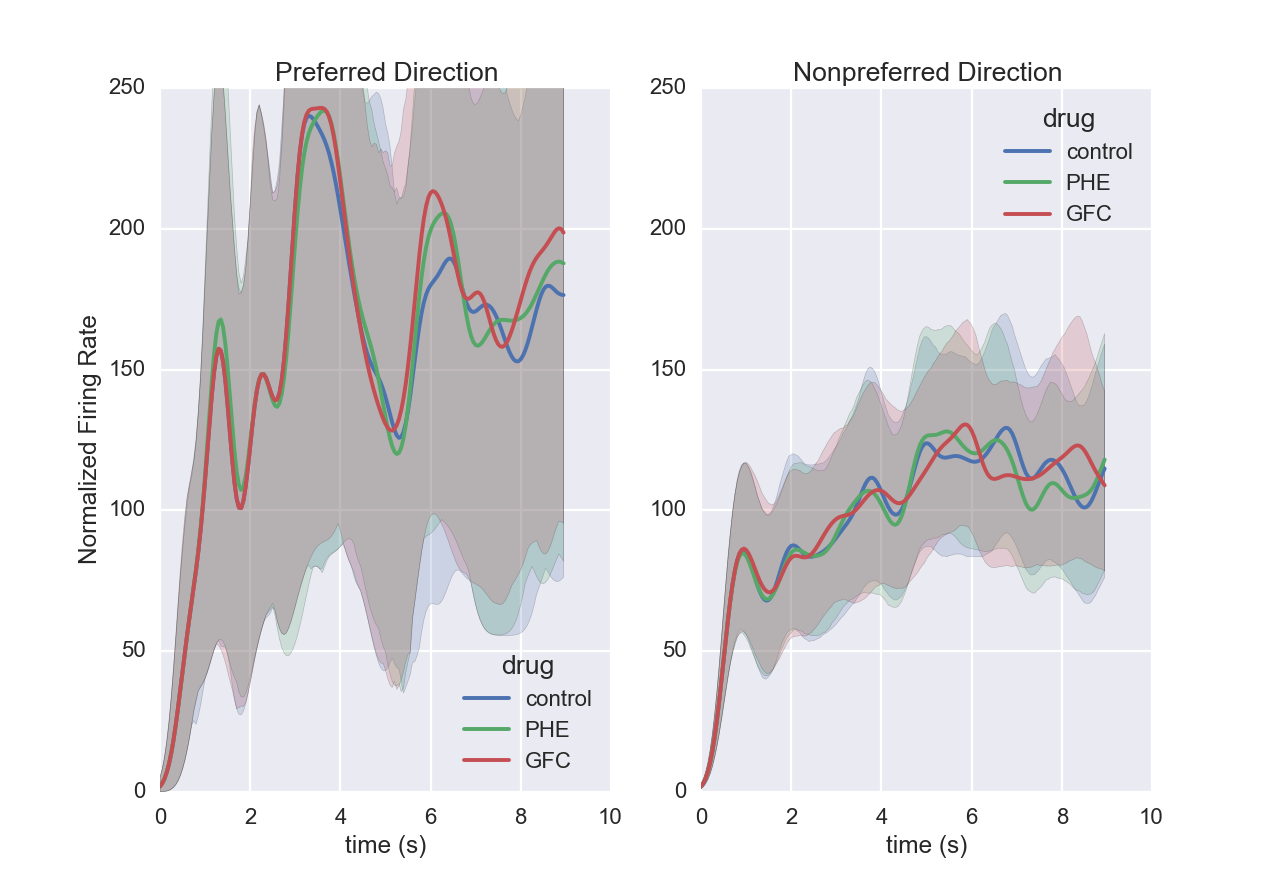 Preferred Direction
Normalized Firing Rate
250
200
150
100
50
0
0 2 4 6 8 10
time (s)
drug
control
PHE
GFC
Nonpreferred Direction
250
200
150
100
50
0
0 2 4 6 8 10
time (s)
drug
control
PHE
GFC